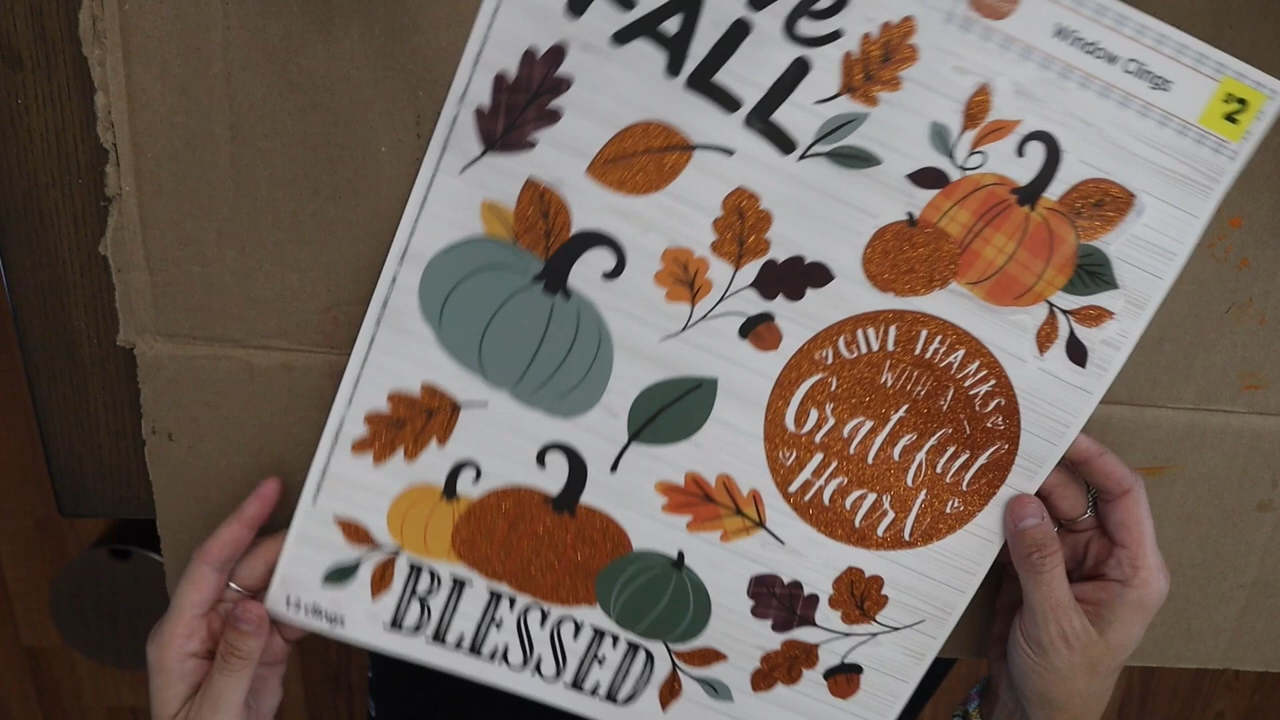 FALL
Window Clings
$2
GIVE THANKS
WITH A
Grateful
Heart
BLESSED